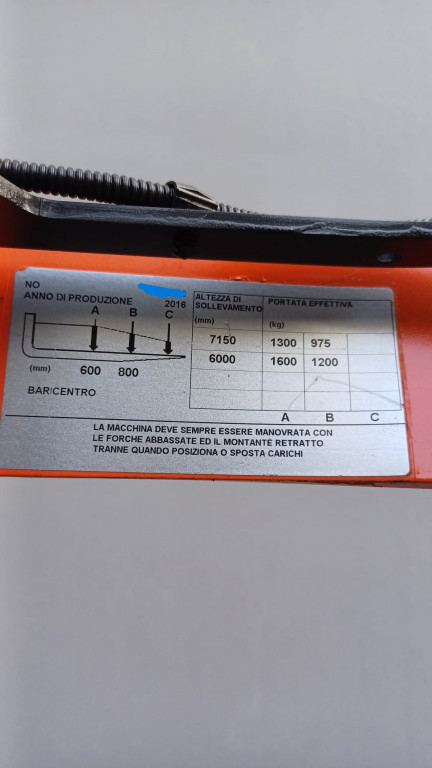 NO
ANNO DI PRODUZIONE 2016
A B C
(mm) 600 800
BARICENTRO
ALTEZZA DI
SOLLEVAMENTO
(mm)
PORTATA EFFETTIVA
(kg)
7150 1300 975
6000 1600 1200
A B C
LA MACCHINA DEVE SEMPRE ESSERE MANOVRATA CON
LE FORCHE ABBASSATE ED IL MONTANTE RETRATTO
TRANNE QUANDO POSIZIONA O SPOSTA CARICHI